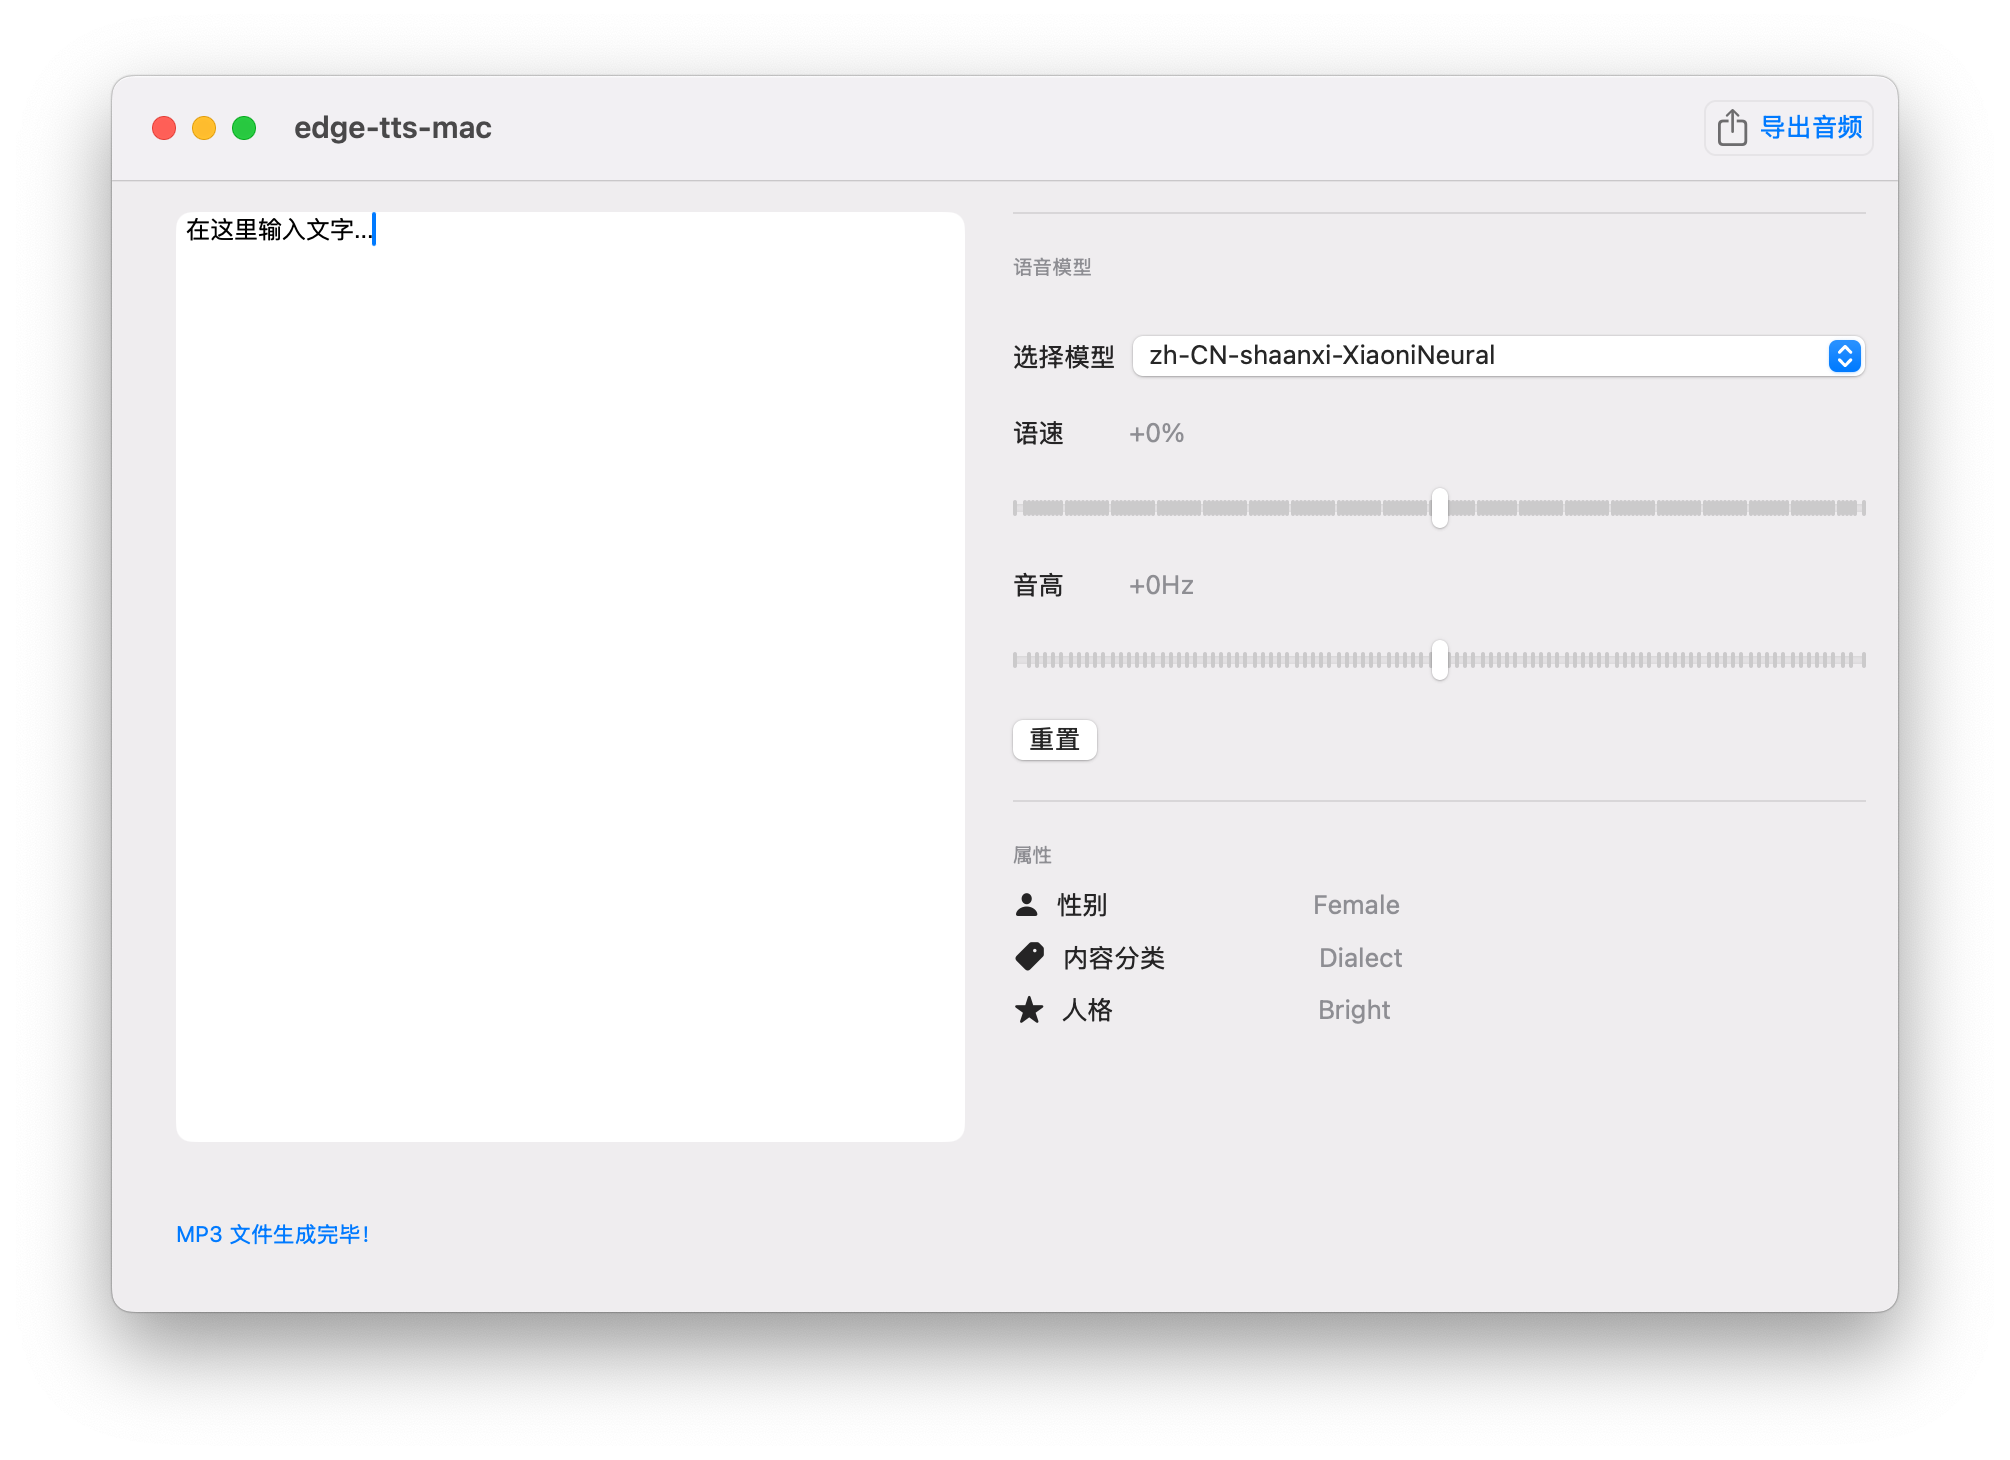 edge-tts-mac
导出音频
在这里输入文字...
语音模型
选择模型 zh-CN-shaanxi-XiaoniNeural
语速 +0%
音高 +0Hz
重置
属性
性别 Female
内容分类 Dialect
人格 Bright
MP3 文件生成完毕！